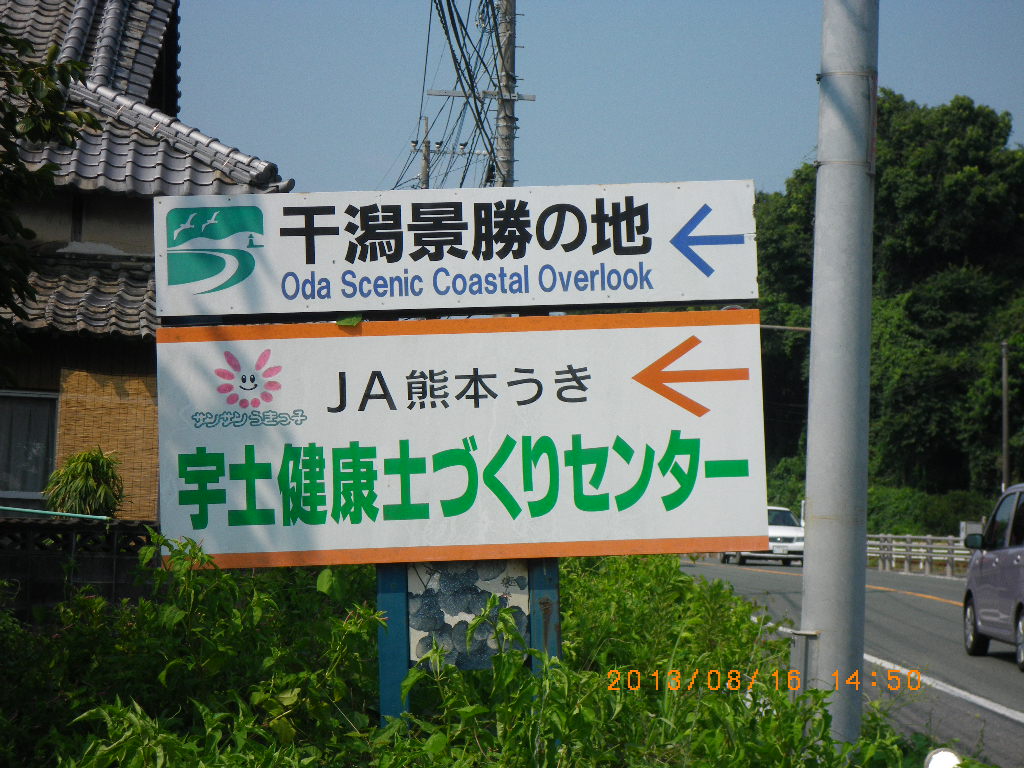 干潟景勝の地
Oda Scenic Coastal Overlook
サンサンうきっ子
JA熊本うき
宇土健康土づくりセンター
2013/08/16 14:50